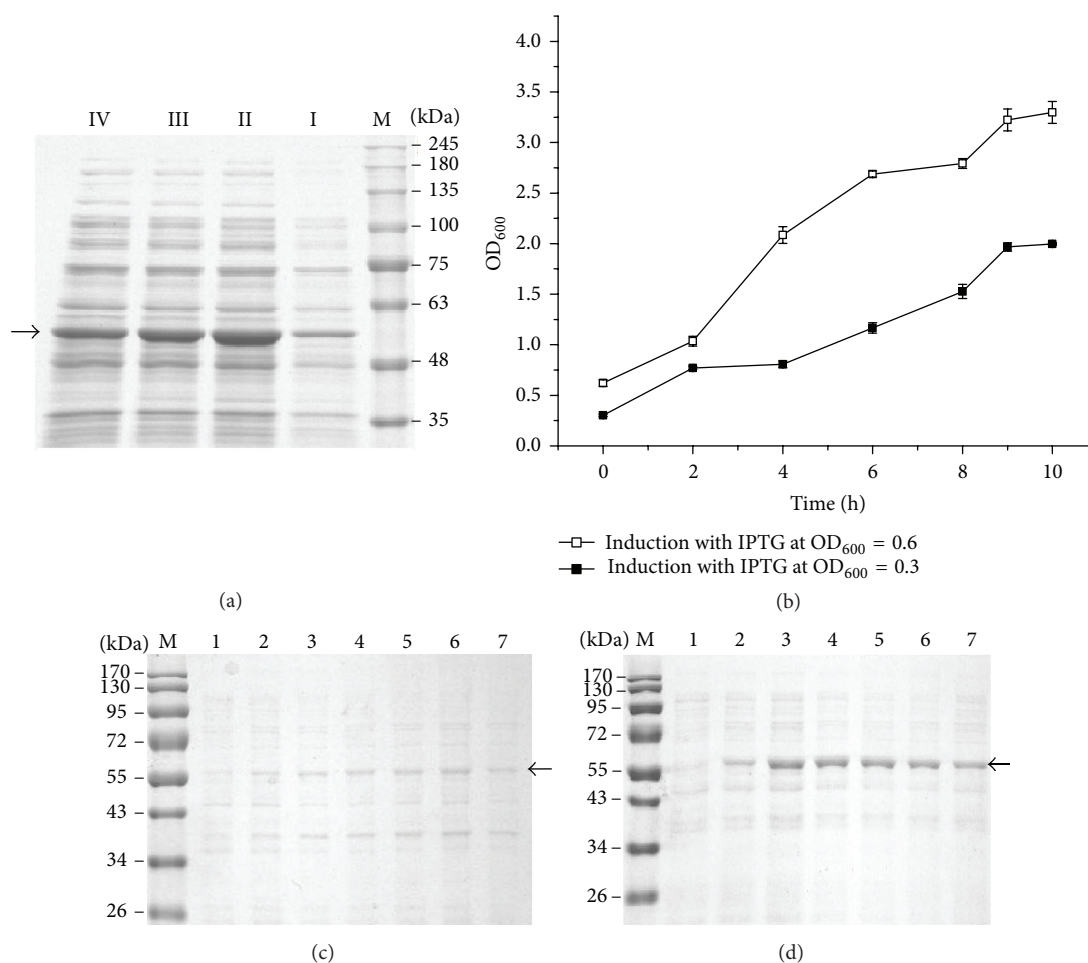 IV III II I M (kDa)
245
180
135
100
75
63
48
35
(a)
4.0
3.5
3.0
2.5
2.0
1.5
1.0
0.5
0.0
OD600
0 2 4 6 8 10
Time (h)
Induction with IPTG at OD600 = 0.6
Induction with IPTG at OD600 = 0.3
(b)
(kDa) M 1 2 3 4 5 6 7
170
130
95
72
55
43
34
26
(c)
(kDa) M 1 2 3 4 5 6 7
170
130
95
72
55
43
34
26
(d)